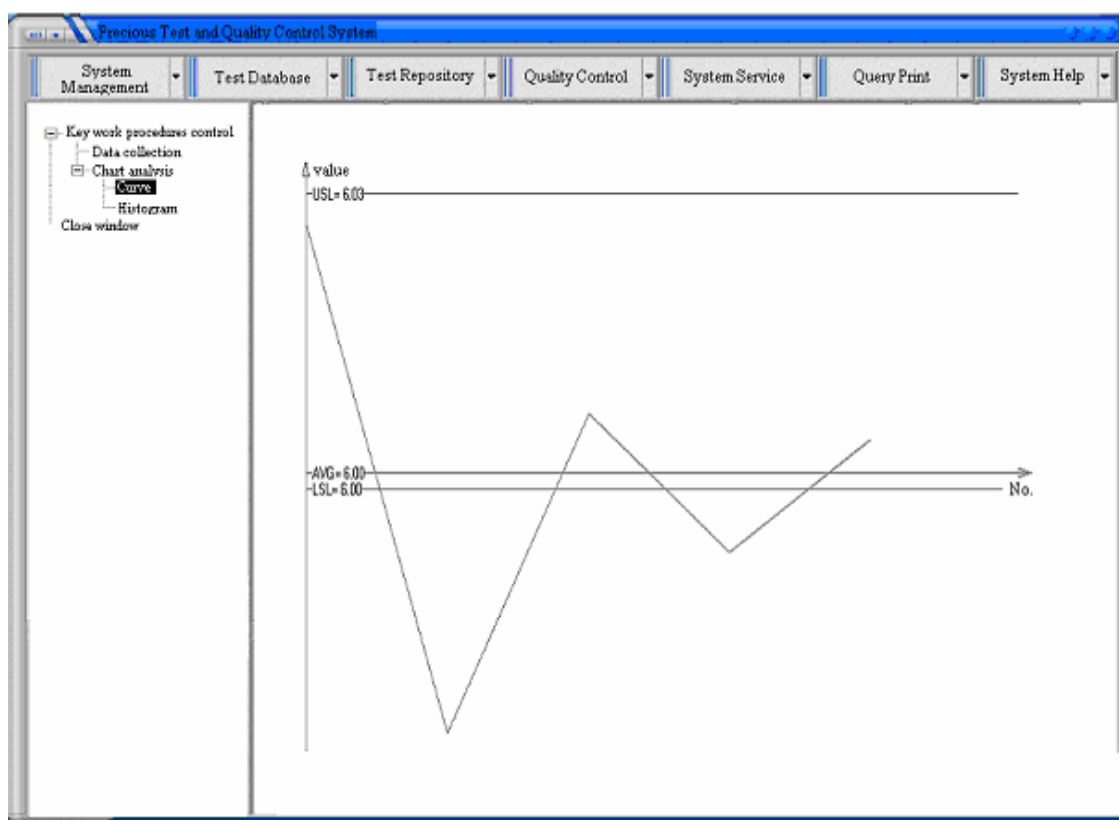 Precious Test and Quality Control System
System Management
Test Database
Test Repository
Quality Control
System Service
Query Print
System Help
Key work procedures control
Data collection
Chart analysis
Curve
Histogram
Close window
value
USL= 6.03
AVG= 6.00
LSL= 6.00
No.